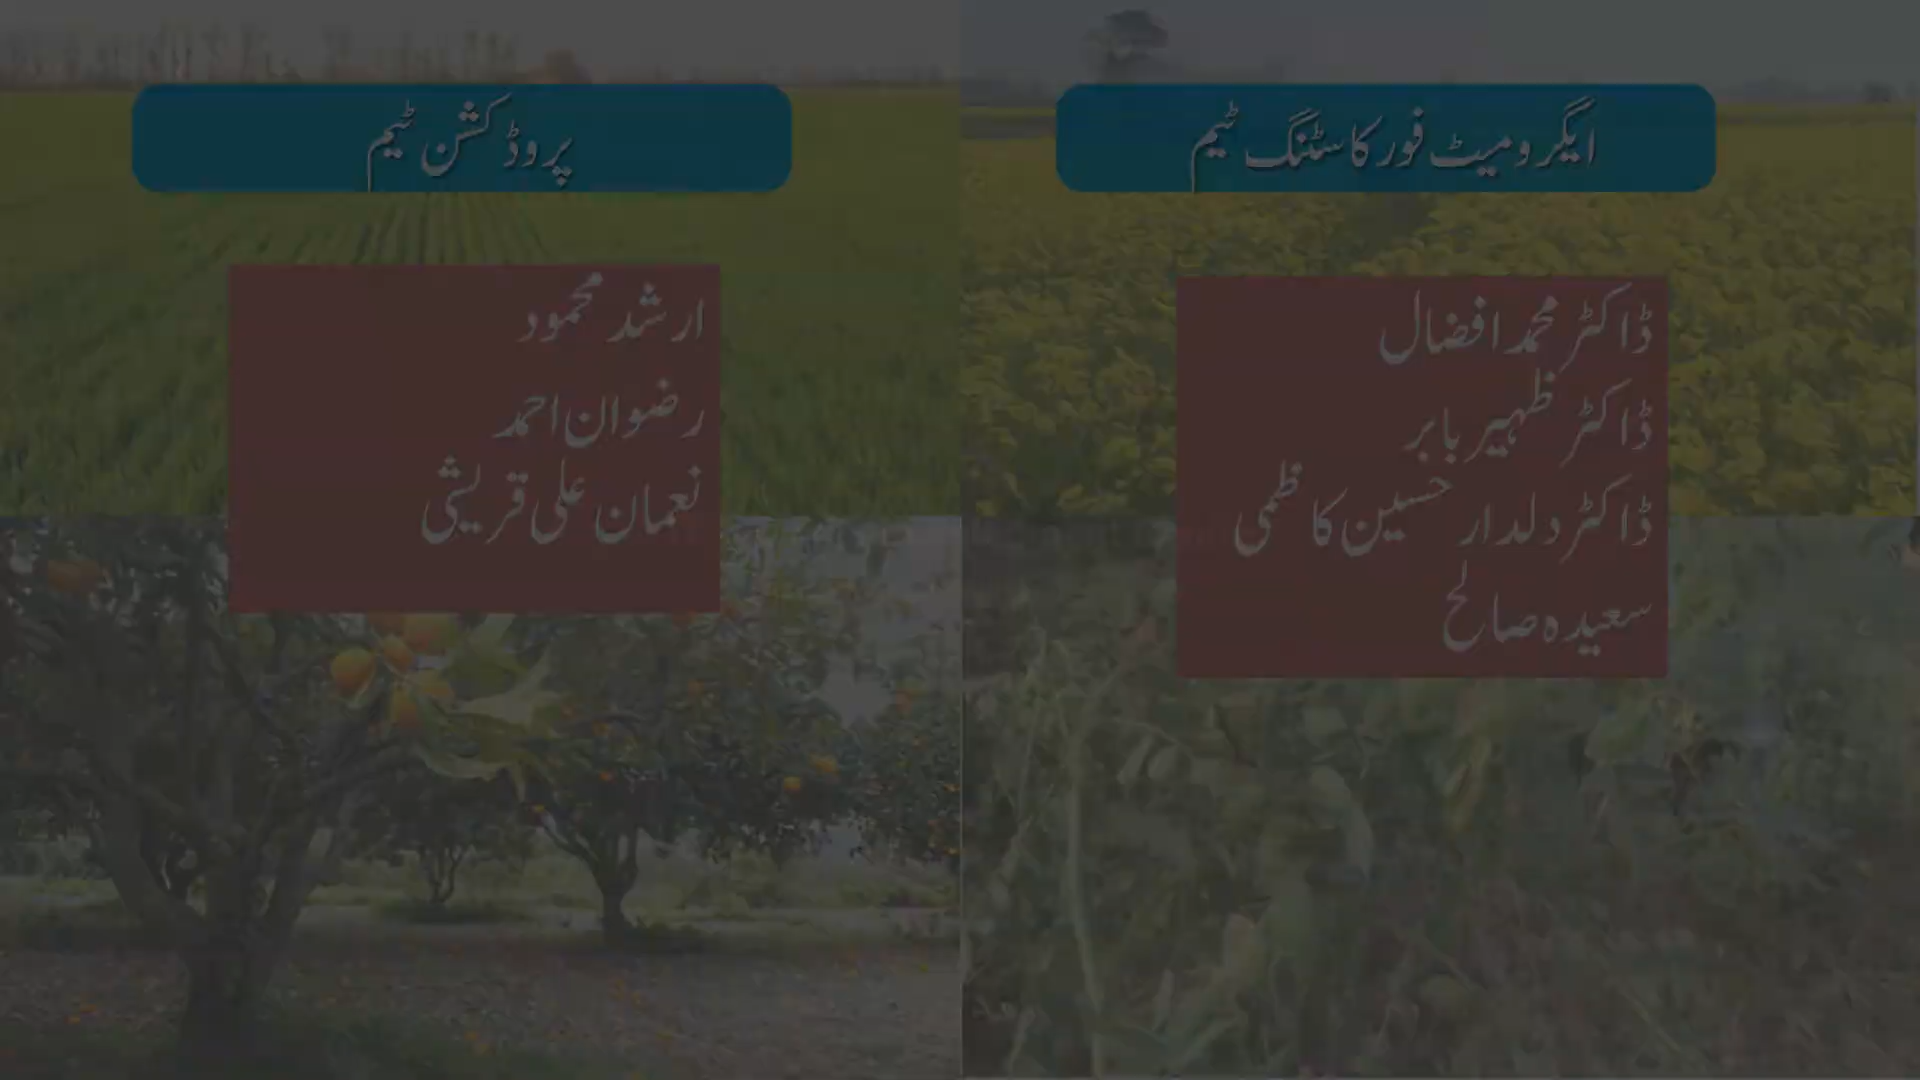 ایگرومیٹ فورکاسٹنگ ٹیم
ڈاکٹر محمد افضال
ڈاکٹر ظہیر بابر
ڈاکٹر دلدار حسین کاظمی
سعیدہ صالح
پروڈکشن ٹیم
ارشد محمود
رضوان احمد
نعمان علی قریشی